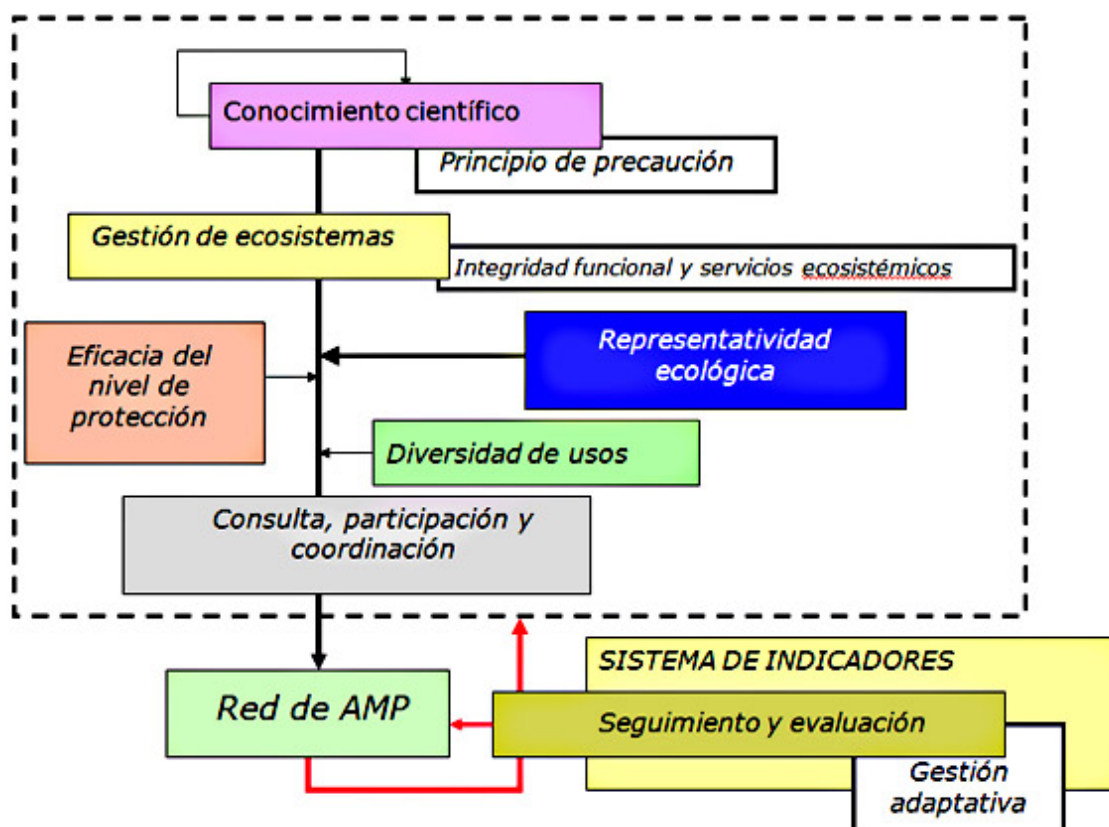 Conocimiento científico
Principio de precaución
Gestión de ecosistemas
Integridad funcional y servicios ecosistémicos
Eficacia del
nivel de
protección
Representatividad
ecológica
Diversidad de usos
Consulta, participación y
coordinación
Red de AMP
SISTEMA DE INDICADORES
Seguimiento y evaluación
Gestión
adaptativa